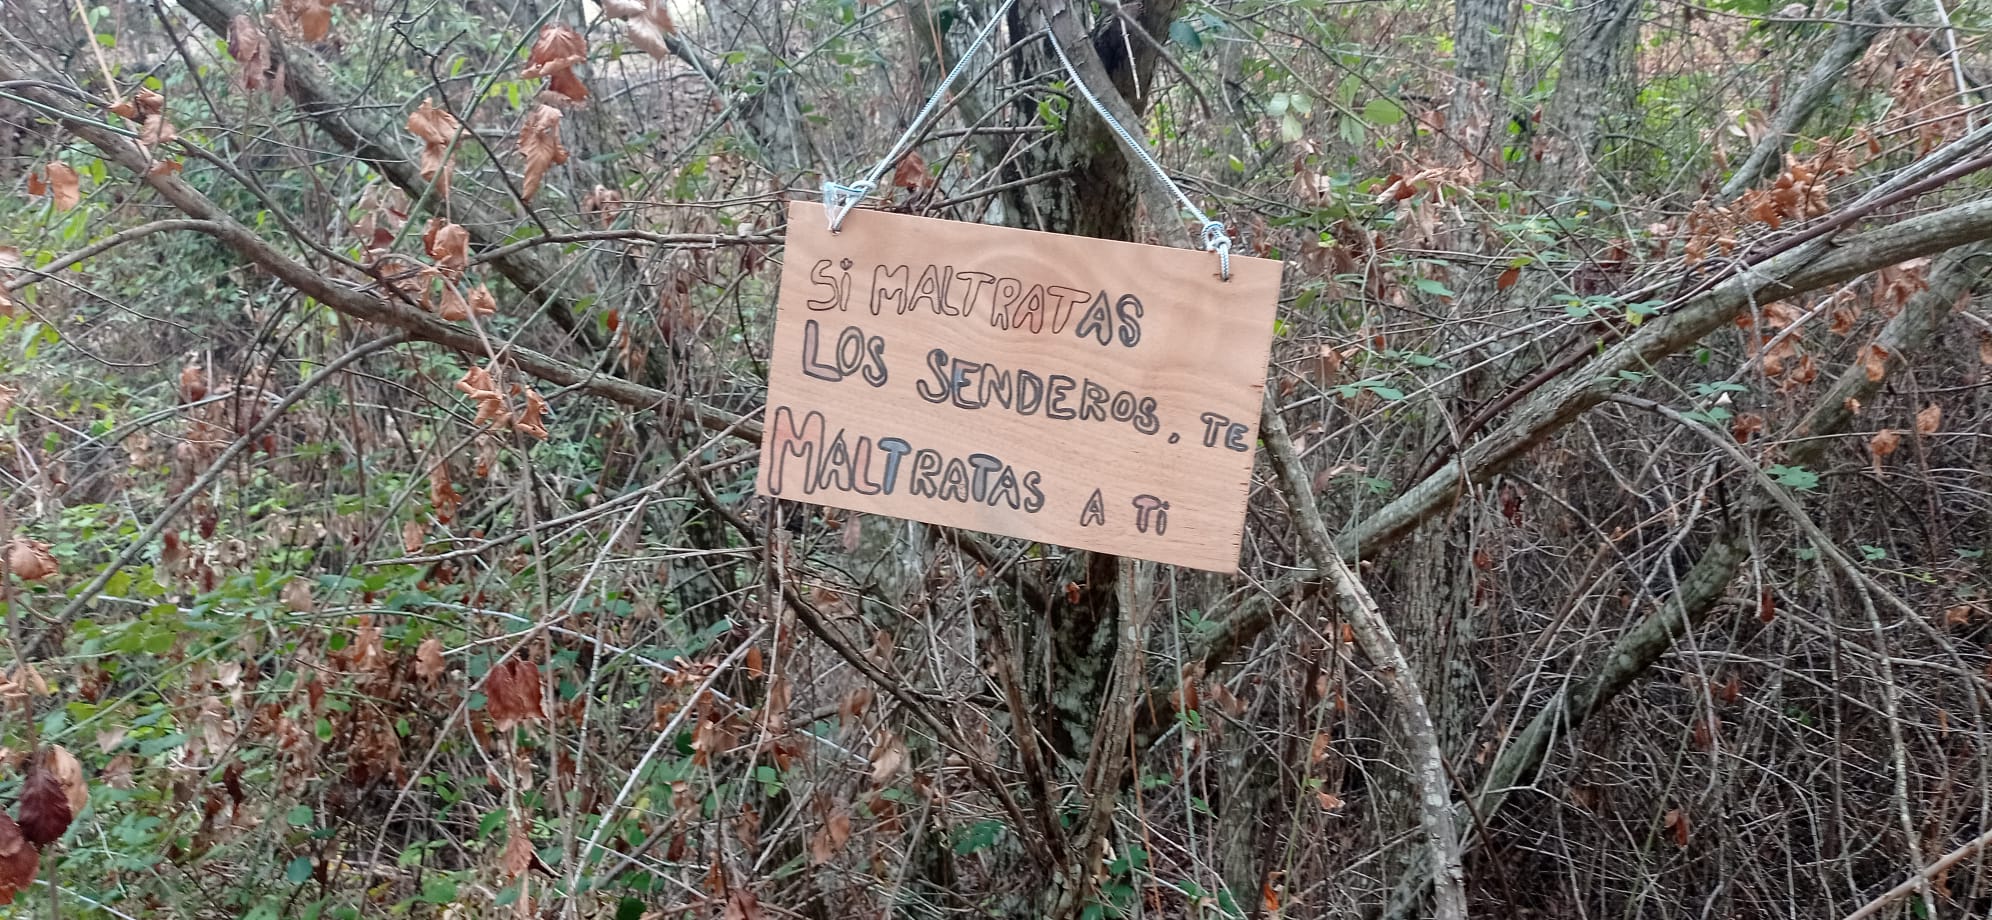 Si MALTRATAS
LOS SENDEROS, TE
MALTRATAS A Ti